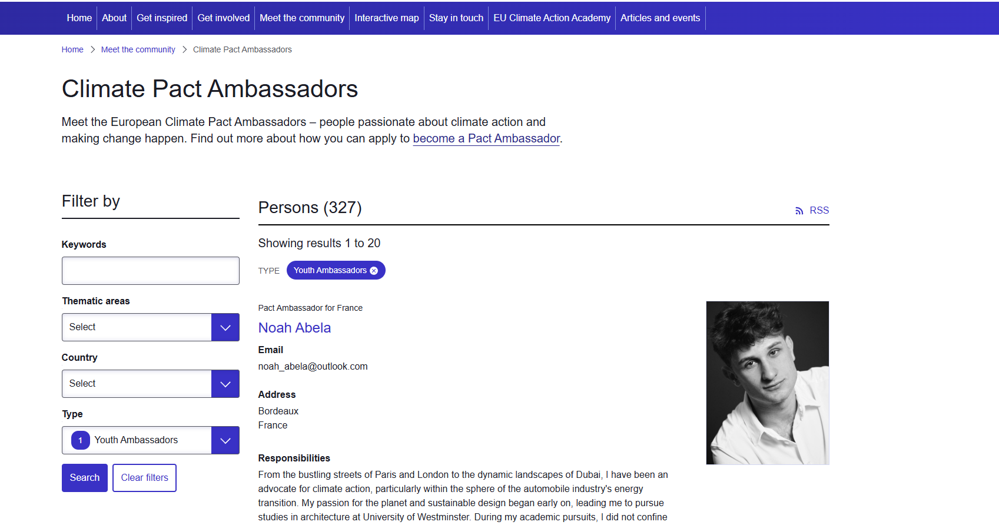 Home About Get inspired Get involved Meet the community Interactive map Stay in touch EU Climate Action Academy Articles and events
Home Meet the community Climate Pact Ambassadors
Climate Pact Ambassadors
Meet the European Climate Pact Ambassadors – people passionate about climate action and
making change happen. Find out more about how you can apply to become a Pact Ambassador.
Filter by
Keywords
Thematic areas
Select
Country
Select
Type
1 Youth Ambassadors
Search Clear filters
Persons (327)
RSS
Showing results 1 to 20
TYPE Youth Ambassadors
Pact Ambassador for France
Noah Abela
Email
noah_abela@outlook.com
Address
Bordeaux
France
Responsibilities
From the bustling streets of Paris and London to the dynamic landscapes of Dubai, I have been an
advocate for climate action, particularly within the sphere of the automobile industry's energy
transition. My passion for the planet and sustainable design began early on, leading me to pursue
studies in architecture at University of Westminster. During my academic pursuits, I did not confine